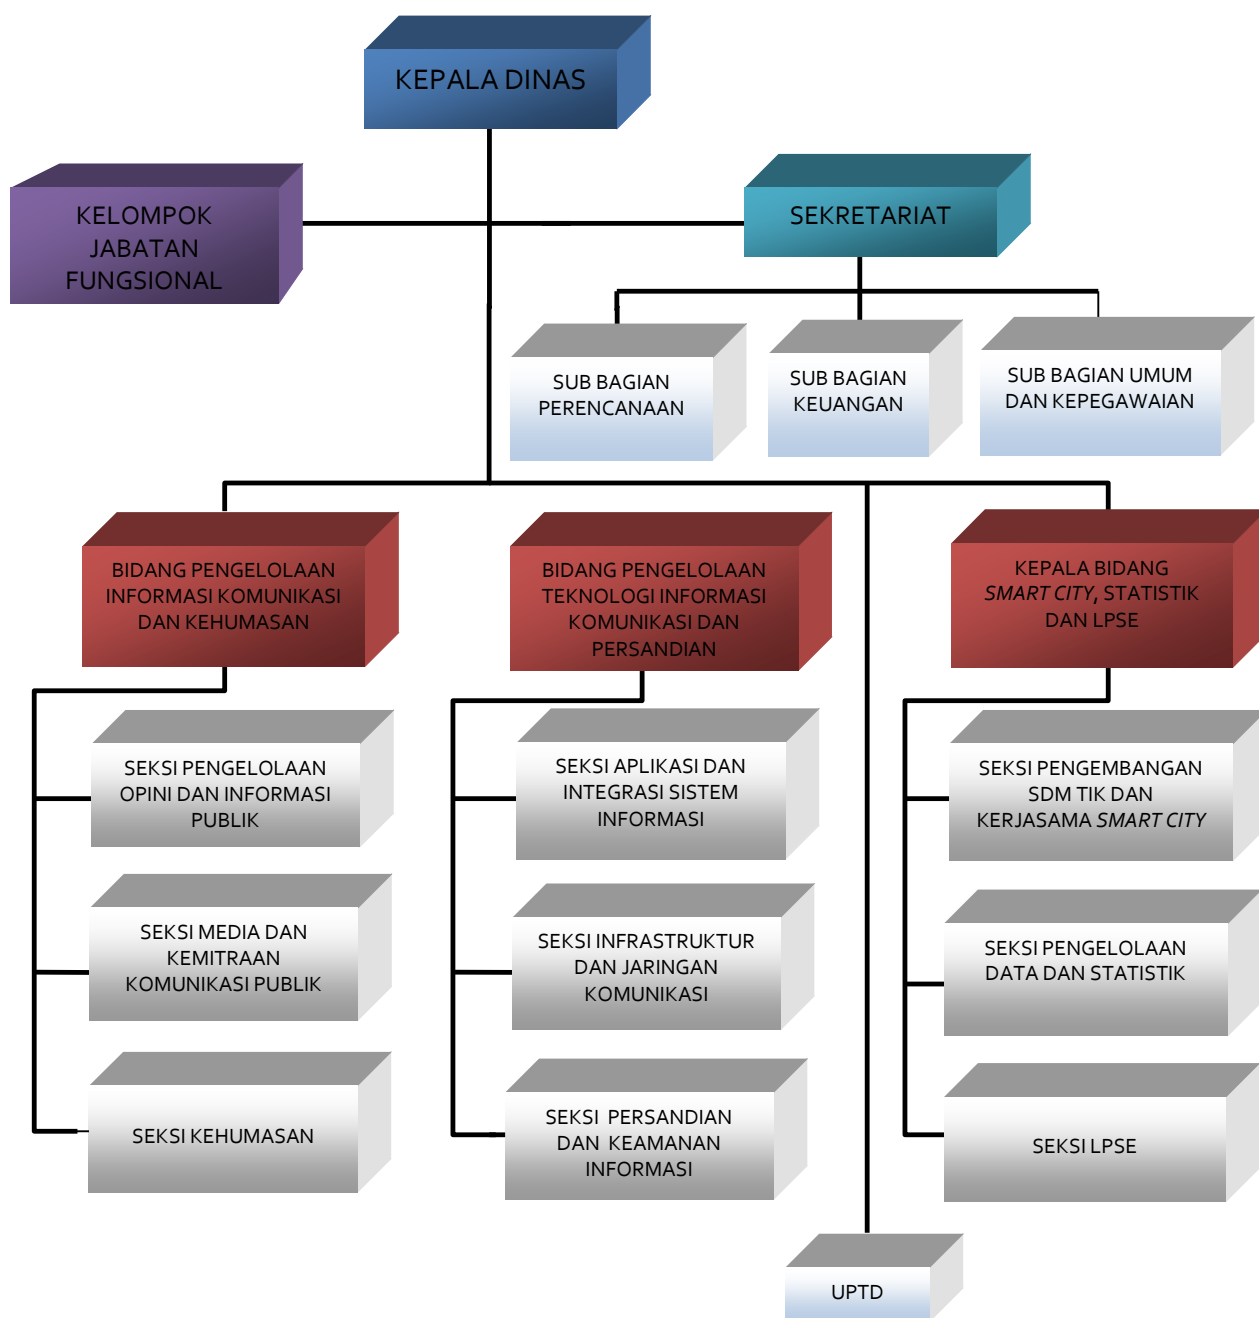 KEPALA DINAS
KELOMPOK
JABATAN
FUNGSIONAL
SEKRETARIAT
SUB BAGIAN
PERENCANAAN
SUB BAGIAN
KEUANGAN
SUB BAGIAN UMUM
DAN KEPEGAWAIAN
BIDANG PENGELOLAAN
INFORMASI KOMUNIKASI
DAN KEHUMASAN
BIDANG PENGELOLAAN
TEKNOLOGI INFORMASI
KOMUNIKASI DAN
PERSANDIAN
KEPALA BIDANG
SMART CITY, STATISTIK
DAN LPSE
SEKSI PENGELOLAAN
OPINI DAN INFORMASI
PUBLIK
SEKSI APLIKASI DAN
INTEGRASI SISTEM
INFORMASI
SEKSI PENGEMBANGAN
SDM TIK DAN
KERJASAMA SMART CITY
SEKSI MEDIA DAN
KEMITRAAN
KOMUNIKASI PUBLIK
SEKSI INFRASTRUKTUR
DAN JARINGAN
KOMUNIKASI
SEKSI PENGELOLAAN
DATA DAN STATISTIK
SEKSI KEHUMASAN
SEKSI PERSANDIAN
DAN KEAMANAN
INFORMASI
SEKSI LPSE
UPTD